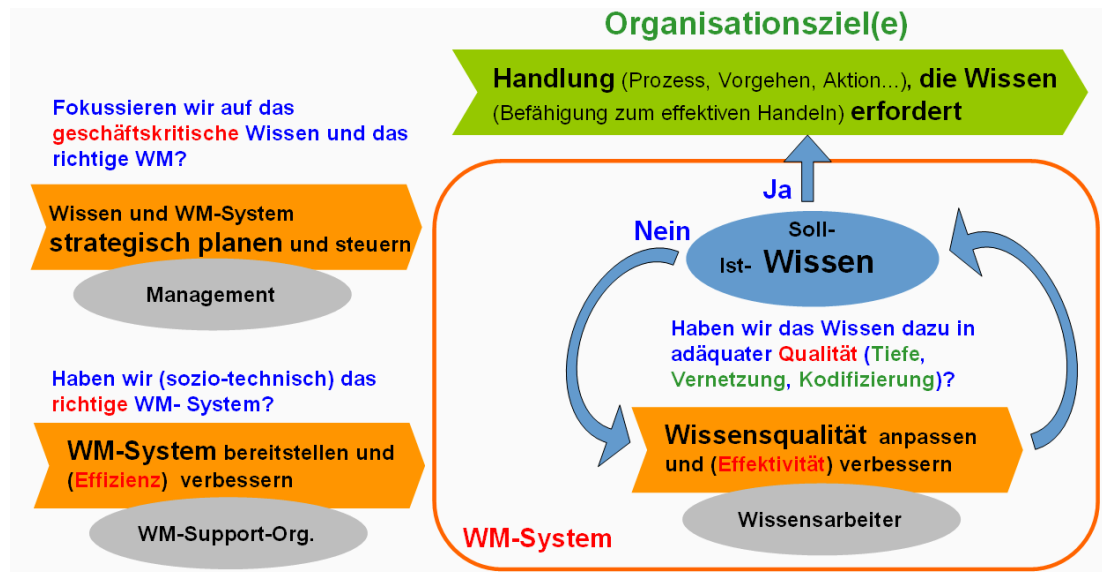 Organisationsziel(e)
Handlung (Prozess, Vorgehen, Aktion...), die Wissen
(Befähigung zum effektiven Handeln) erfordert
Fokussieren wir auf das
geschäftskritische Wissen und das
richtige WM?
Wissen und WM-System
strategisch planen und steuern
Management
Haben wir (sozio-technisch) das
richtige WM- System?
WM-System bereitstellen und
(Effizienz) verbessern
WM-Support-Org.
Ja
Nein
Soll-
Ist- Wissen
Haben wir das Wissen dazu in
adäquater Qualität (Tiefe,
Vernetzung, Kodifizierung)?
Wissensqualität anpassen
und (Effektivität) verbessern
Wissensarbeiter
WM-System